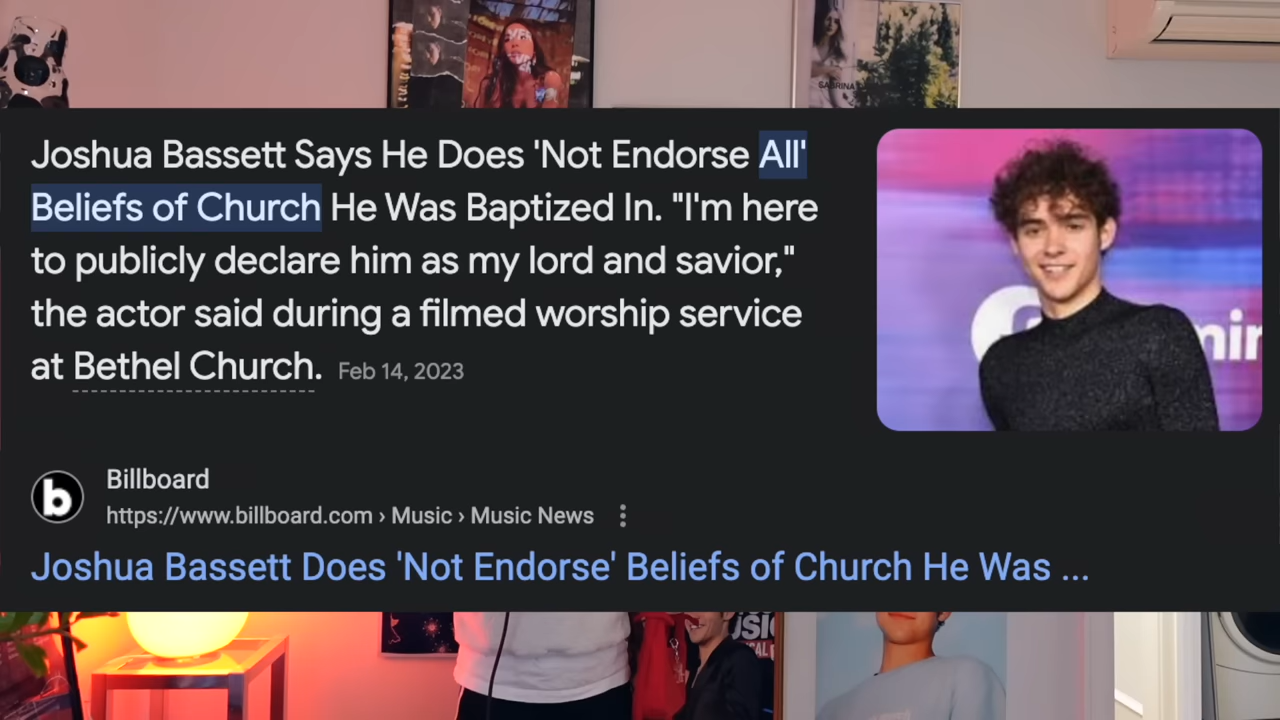 SABRINA
Joshua Bassett Says He Does 'Not Endorse All'
Beliefs of Church He Was Baptized In. "I'm here
to publicly declare him as my lord and savior,"
the actor said during a filmed worship service
at Bethel Church. Feb 14, 2023
b
Billboard
https://www.billboard.com › Music › Music News
Joshua Bassett Does 'Not Endorse' Beliefs of Church He Was ...